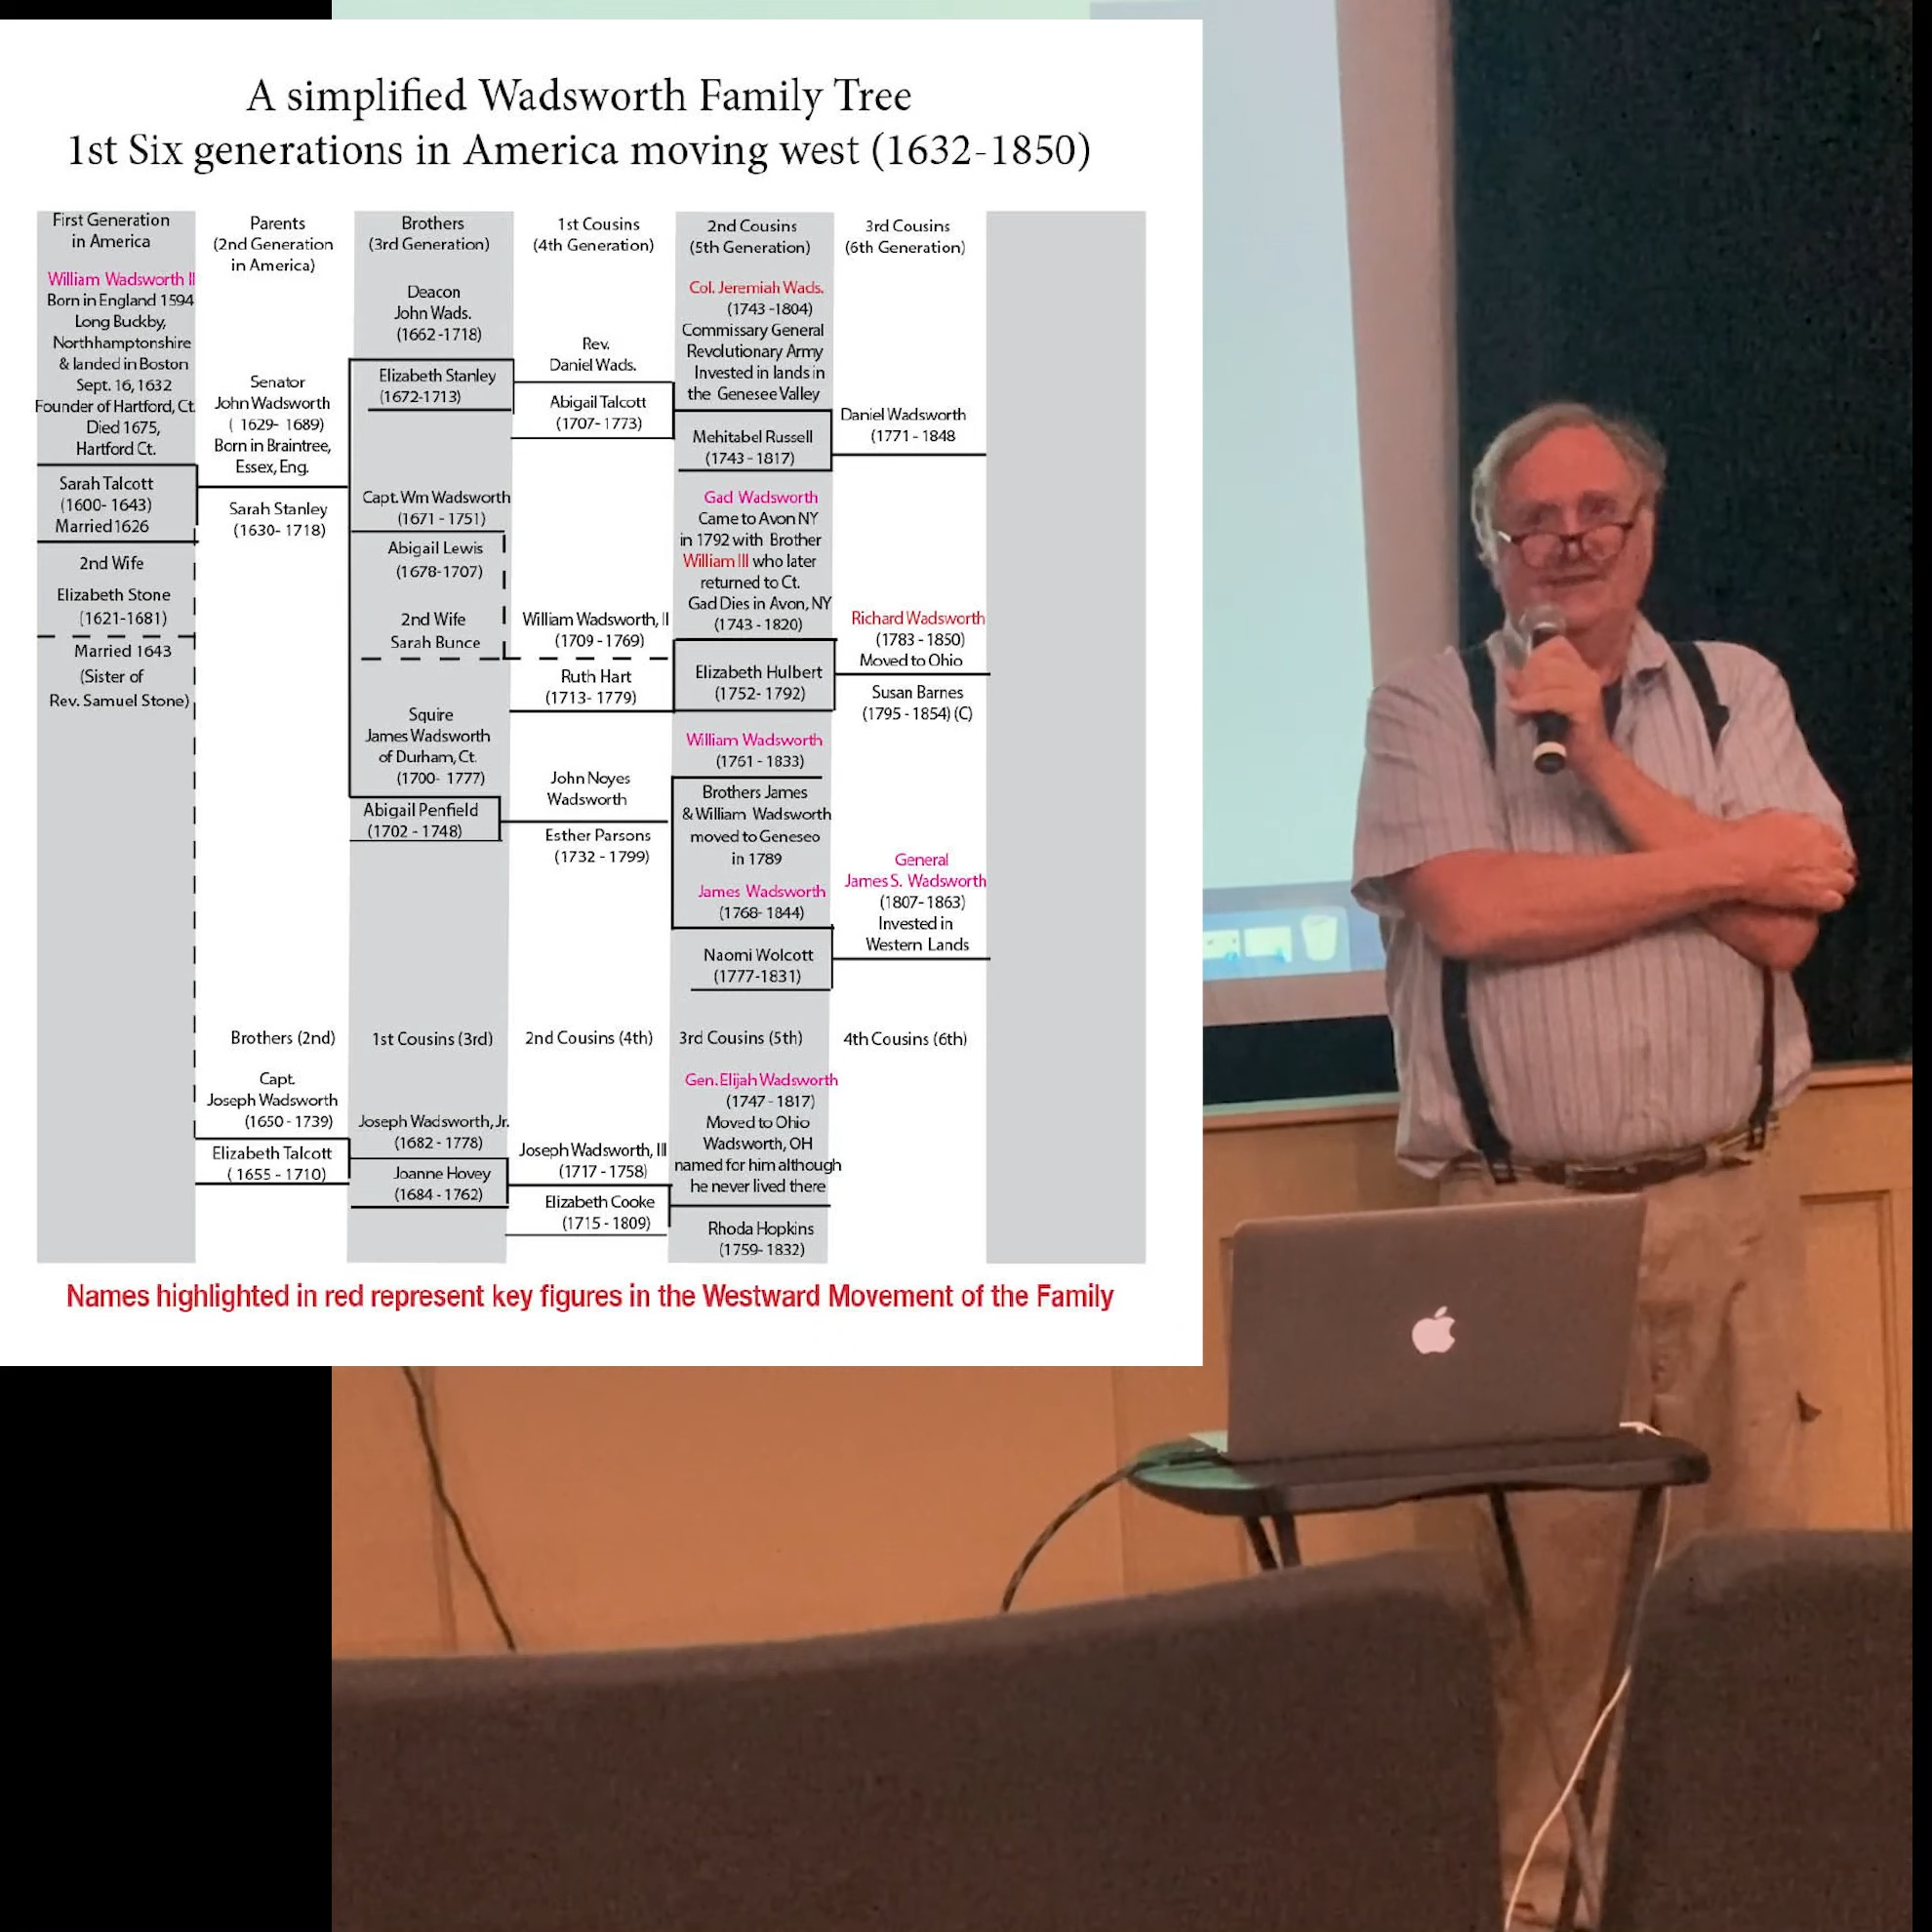 A simplified Wadsworth Family Tree
1st Six generations in America moving west (1632-1850)
First Generation
in America
William Wadsworth II
Born in England 1594
Long Buckby,
Northhamptonshire
& landed in Boston
Sept. 16, 1632
Founder of Hartford, Ct.
Died 1675,
Hartford Ct.
Sarah Talcott
(1600- 1643)
Married 1626
2nd Wife
Elizabeth Stone
(1621-1681)
Married 1643
(Sister of
Rev. Samuel Stone)
Parents
(2nd Generation
in America)
Senator
John Wadsworth
( 1629- 1689)
Born in Braintree,
Essex, Eng.
Sarah Stanley
(1630- 1718)
Brothers
(3rd Generation)
Deacon
John Wads.
(1662 -1718)
Elizabeth Stanley
(1672-1713)
Capt. Wm Wadsworth
(1671 - 1751)
Abigail Lewis
(1678-1707)
2nd Wife
Sarah Bunce
Squire
James Wadsworth
of Durham, Ct.
(1700- 1777)
Abigail Penfield
(1702 - 1748)
1st Cousins
(4th Generation)
Rev.
Daniel Wads.
Abigail Talcott
(1707- 1773)
William Wadsworth, II
(1709 - 1769)
Ruth Hart
(1713- 1779)
John Noyes
Wadsworth
Esther Parsons
(1732 - 1799)
2nd Cousins
(5th Generation)
Col. Jeremiah Wads.
(1743 -1804)
Commissary General
Revolutionary Army
Invested in lands in
the Genesee Valley
Mehitabel Russell
(1743 - 1817)
Gad Wadsworth
Came to Avon NY
in 1792 with Brother
William III who later
returned to Ct.
Gad Dies in Avon, NY
(1743 - 1820)
Elizabeth Hulbert
(1752- 1792)
William Wadsworth
(1761 - 1833)
Brothers James
& William Wadsworth
moved to Geneseo
in 1789
James Wadsworth
(1768- 1844)
Naomi Wolcott
(1777-1831)
3rd Cousins
(6th Generation)
Daniel Wadsworth
(1771 - 1848
Richard Wadsworth
(1783 - 1850)
Moved to Ohio
Susan Barnes
(1795 - 1854) (C)
General
James S. Wadsworth
(1807- 1863)
Invested in
Western Lands
Brothers (2nd)
Capt.
Joseph Wadsworth
(1650 - 1739)
Elizabeth Talcott
( 1655 - 1710)
1st Cousins (3rd)
Joseph Wadsworth, Jr.
(1682 - 1778)
Joanne Hovey
(1684 - 1762)
2nd Cousins (4th)
Joseph Wadsworth, III
(1717 - 1758)
Elizabeth Cooke
(1715 - 1809)
3rd Cousins (5th)
Gen. Elijah Wadsworth
(1747 - 1817)
Moved to Ohio
Wadsworth, OH
named for him although
he never lived there
Rhoda Hopkins
(1759- 1832)
4th Cousins (6th)
Names highlighted in red represent key figures in the Westward Movement of the Family